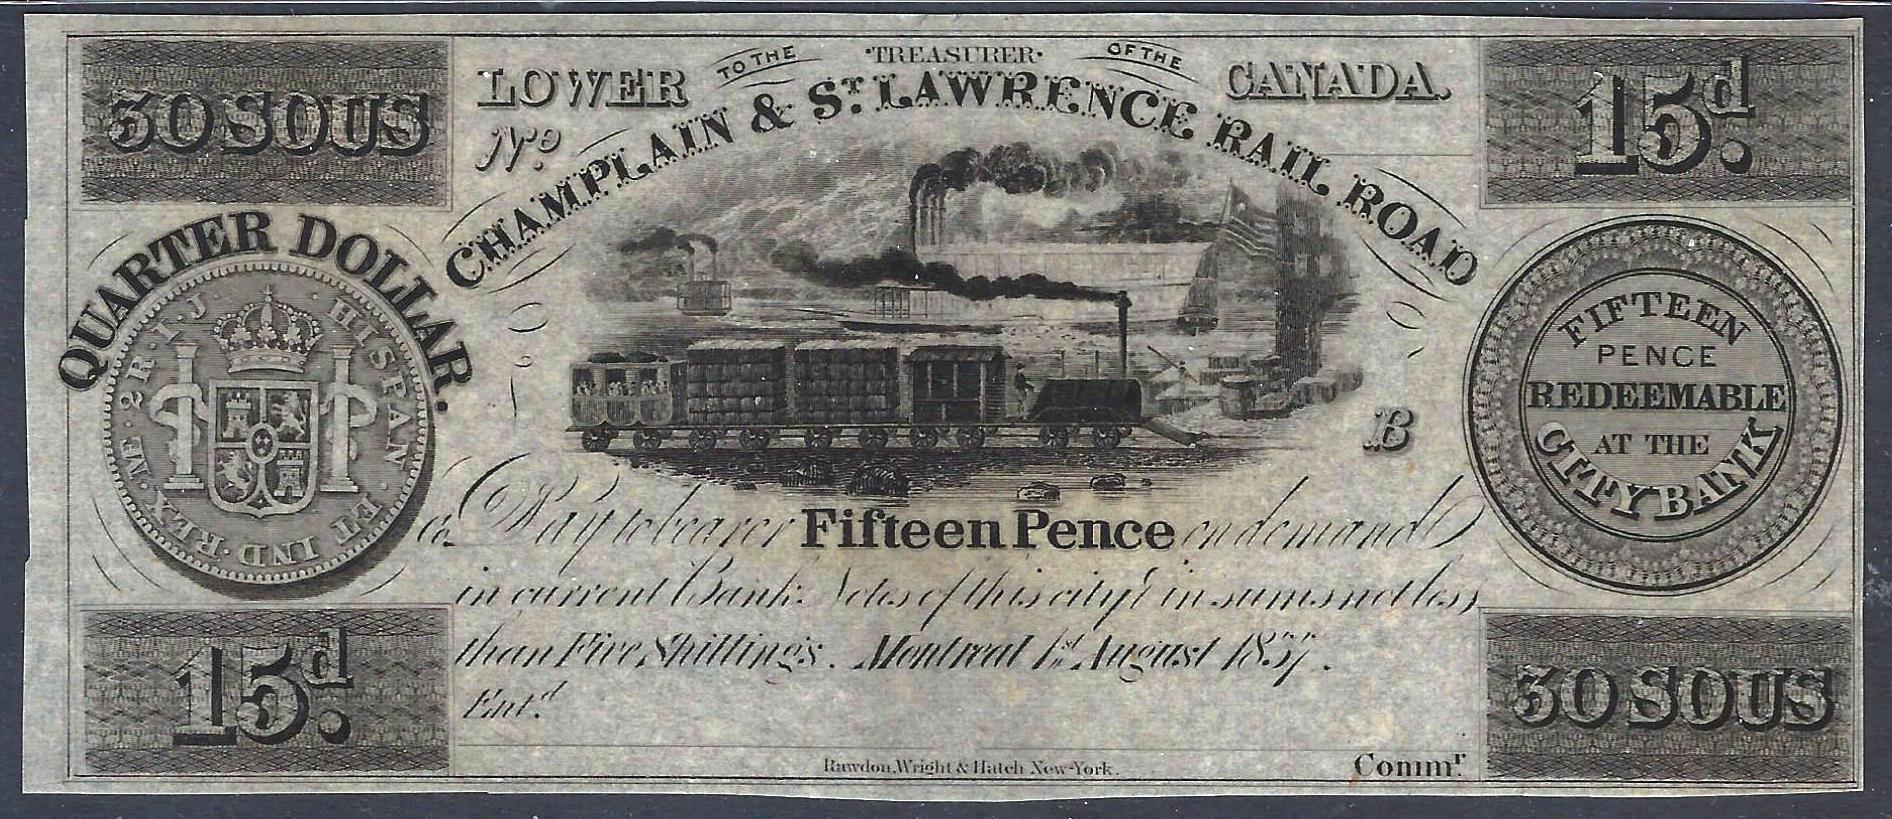 30 SOUS
LOWER
TO THE
·TREASURER·
OF THE
CANADA.
15d.
No.
CHAMPLAIN & ST. LAWRENCE RAIL ROAD
QUARTER DOLLAR.
HISPAN · ET IND · REX · ME · 2R · I · J ·
FIFTEEN
PENCE
REDEEMABLE
AT THE
CITY BANK
B
or Pay to bearer Fifteen Pence on demand
in current Bank Notes of this city in sums not less
than Five Shillings. Montreal 1st August 1837.
15d.
Entd.
30 SOUS
Rawdon, Wright & Hatch New-York.
Commr.